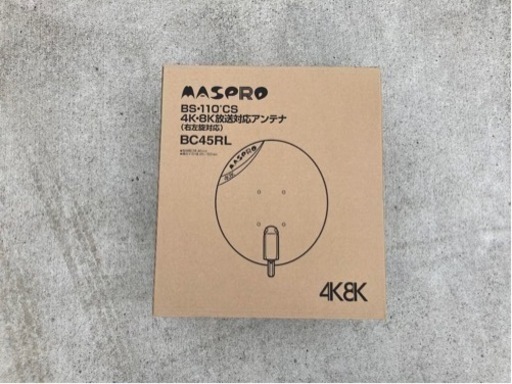 MASPRO
BS・110°CS
4K・8K放送対応アンテナ
(右左旋対応)
BC45RL
MASPRO
4K8K